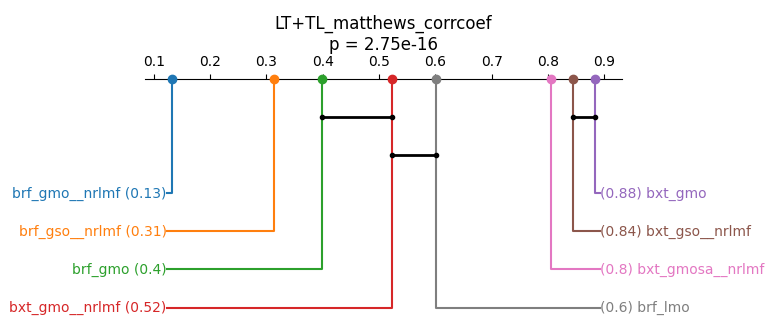 LT+TL_matthews_corrcoef
p = 2.75e-16
0.1 0.2 0.3 0.4 0.5 0.6 0.7 0.8 0.9
brf_gmo__nrlmf (0.13) (0.88) bxt_gmo
brf_gso__nrlmf (0.31) (0.84) bxt_gso__nrlmf
brf_gmo (0.4) (0.8) bxt_gmosa__nrlmf
bxt_gmo__nrlmf (0.52) (0.6) brf_lmo